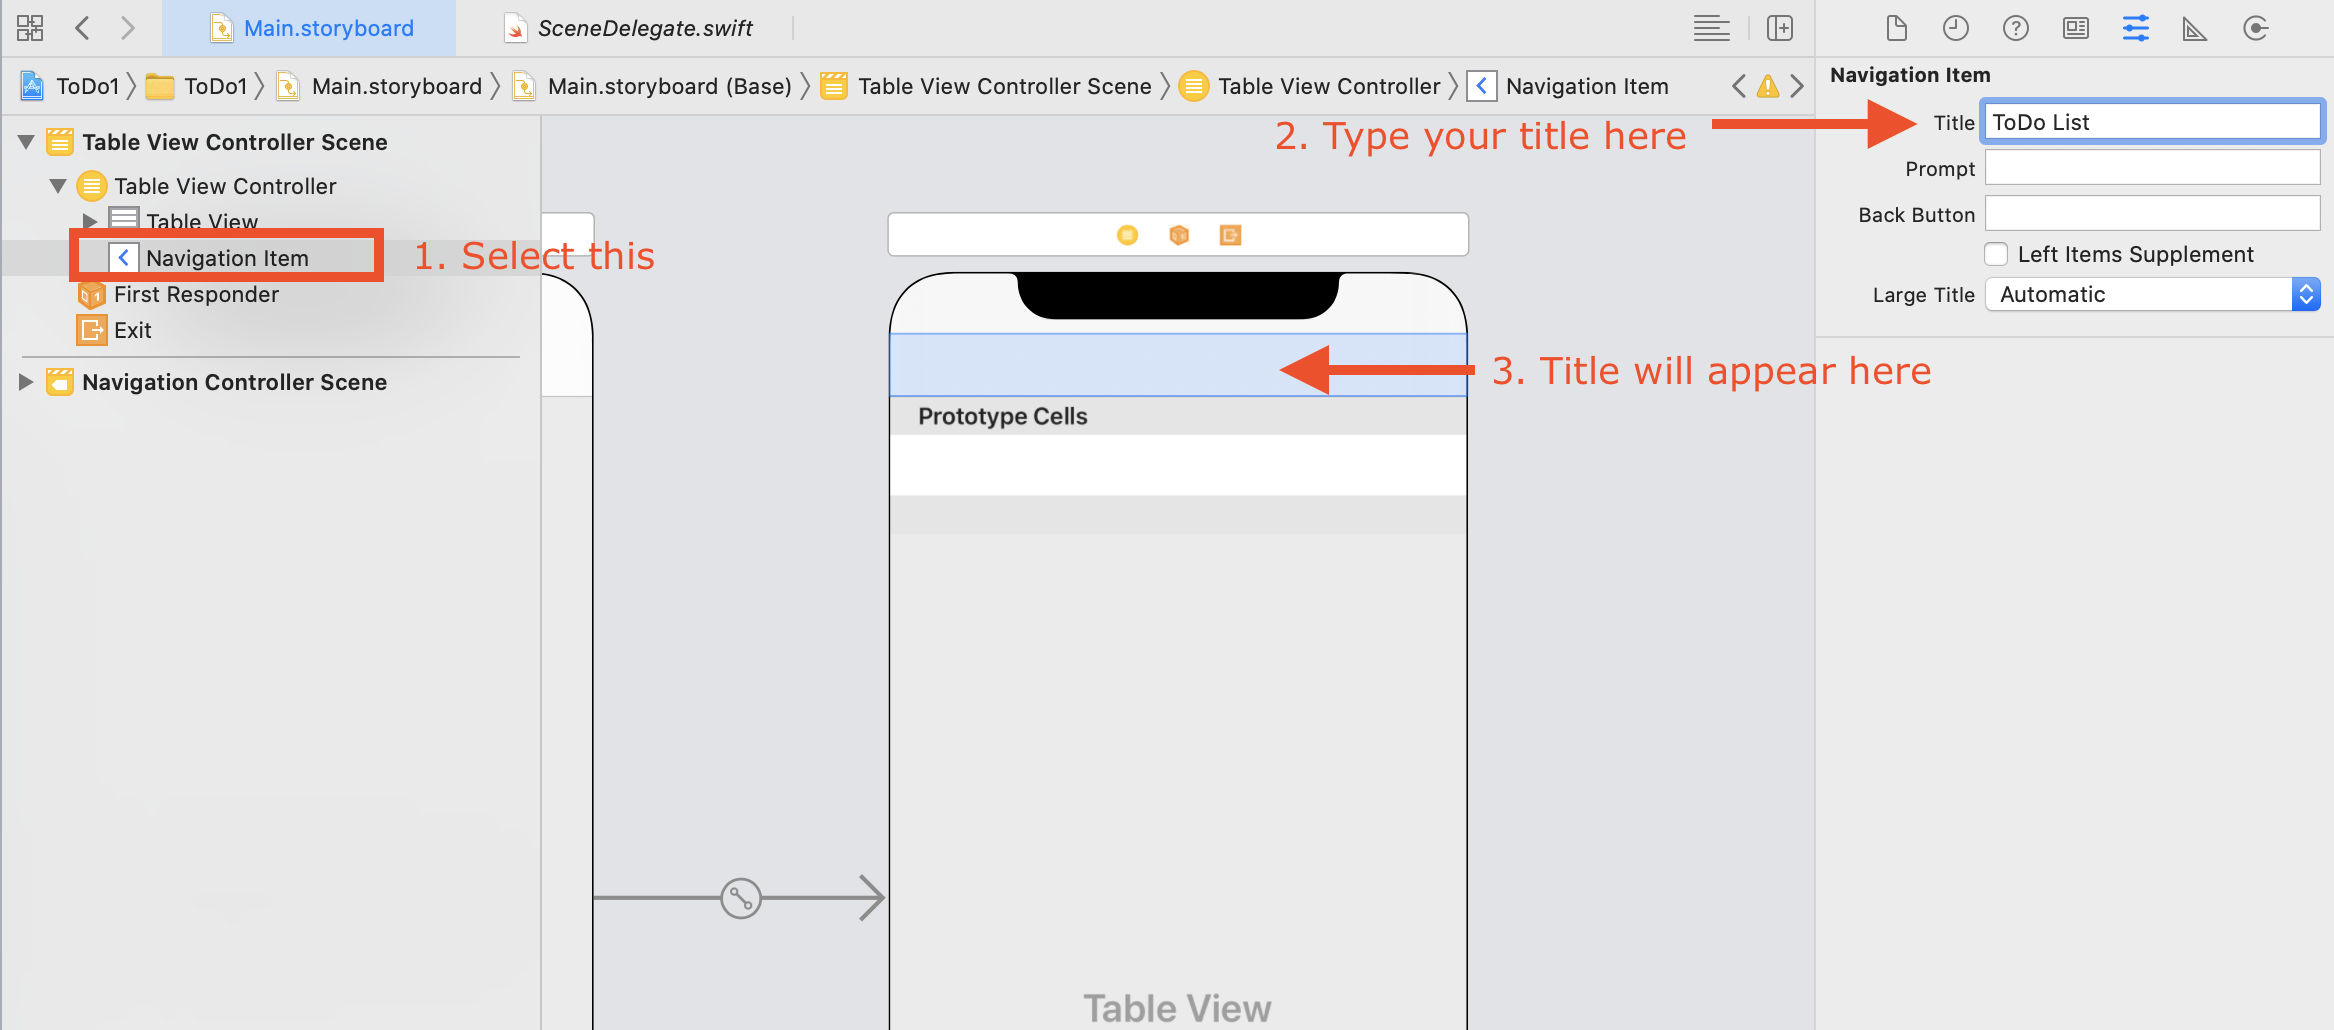 Main.storyboard
SceneDelegate.swift
ToDo1
ToDo1
Main.storyboard
Main.storyboard (Base)
Table View Controller Scene
Table View Controller
Navigation Item
Table View Controller Scene
Table View Controller
Table View
Navigation Item
First Responder
Exit
Navigation Controller Scene
1. Select this
2. Type your title here
3. Title will appear here
Prototype Cells
Table View
Navigation Item
Title ToDo List
Prompt
Back Button
Left Items Supplement
Large Title Automatic